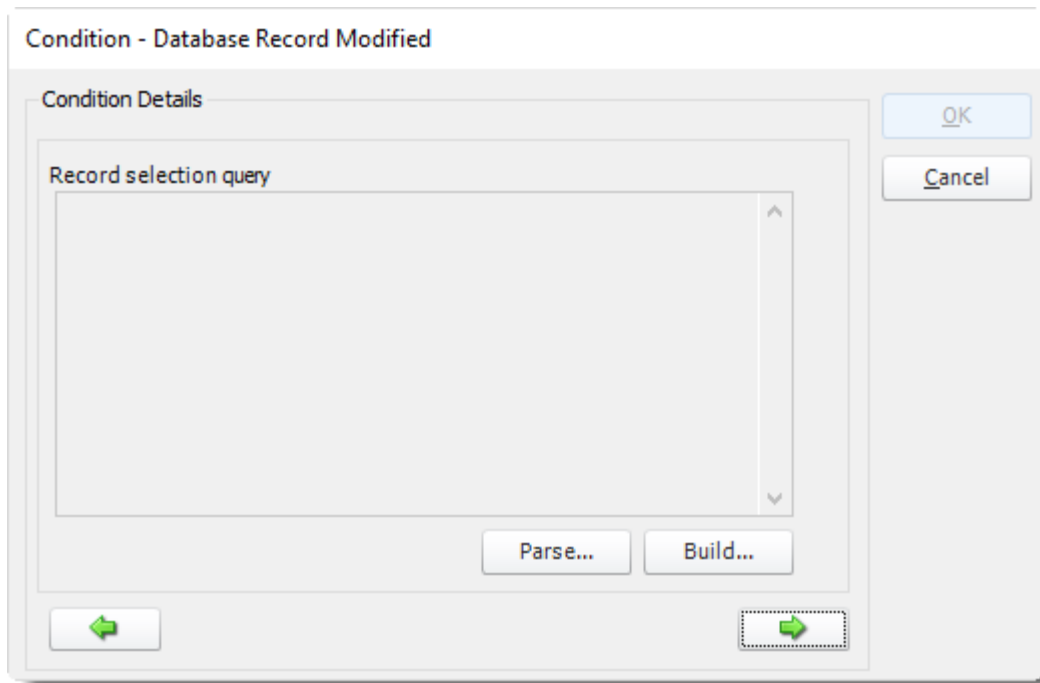 Condition - Database Record Modified
Condition Details
OK
Record selection query
Cancel
Parse...
Build...